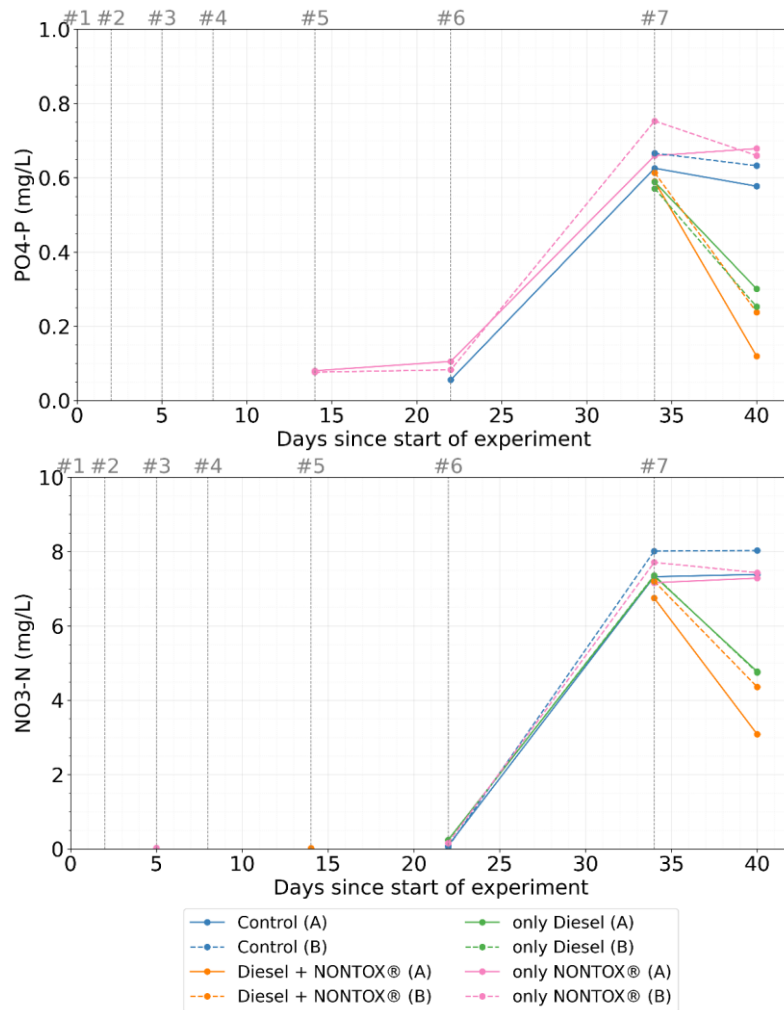 #1 #2 #3 #4 #5 #6 #7
1.0
0.8
0.6
0.4
0.2
0.0
PO4-P (mg/L)
0 5 10 15 20 25 30 35 40
Days since start of experiment
#1 #2 #3 #4 #5 #6 #7
10
8
6
4
2
0
NO3-N (mg/L)
0 5 10 15 20 25 30 35 40
Days since start of experiment
Control (A) only Diesel (A)
Control (B) only Diesel (B)
Diesel + NONTOX® (A) only NONTOX® (A)
Diesel + NONTOX® (B) only NONTOX® (B)